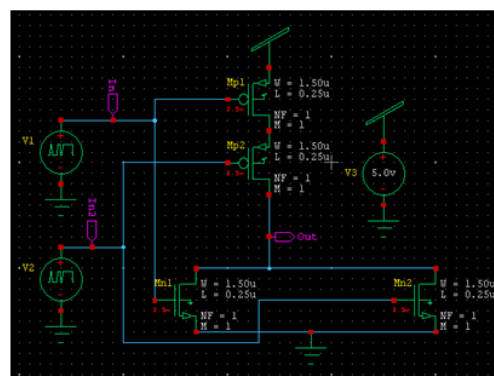 In1
Mp1
W = 1.50u
L = 0.25u
NF = 1
M = 1
V1
Mp2
W = 1.50u
L = 0.25u
NF = 1
M = 1
V3
5.0v
In2
Out
V2
Mn1
W = 1.50u
L = 0.25u
NF = 1
M = 1
Mn2
W = 1.50u
L = 0.25u
NF = 1
M = 1